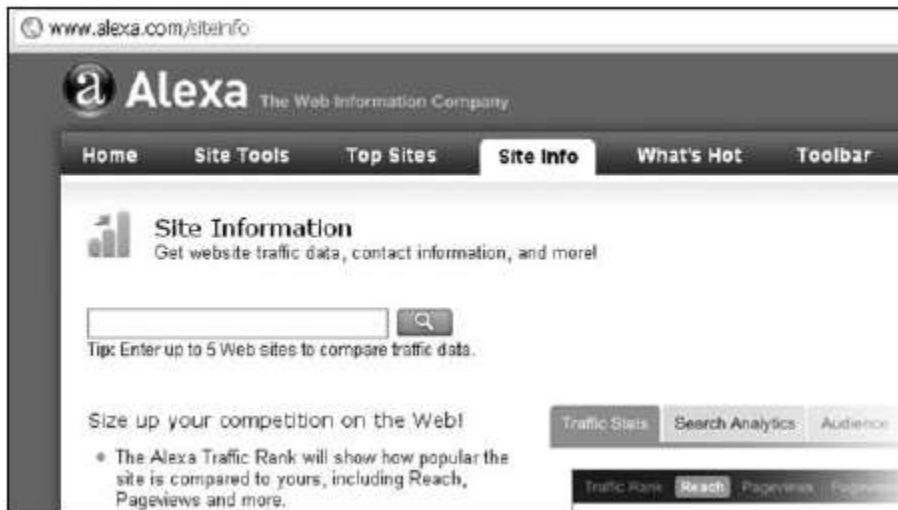 www.alexa.com/siteinfo
a Alexa The Web Information Company
Home Site Tools Top Sites Site Info What's Hot Toolbar
Site Information
Get website traffic data, contact information, and more!
Tip: Enter up to 5 Web sites to compare traffic data.
Size up your competition on the Web!
Traffic Stats Search Analytics Audience
• The Alexa Traffic Rank will show how popular the
site is compared to yours, including Reach,
Pageviews and more.
Traffic Rank Reach Pageviews